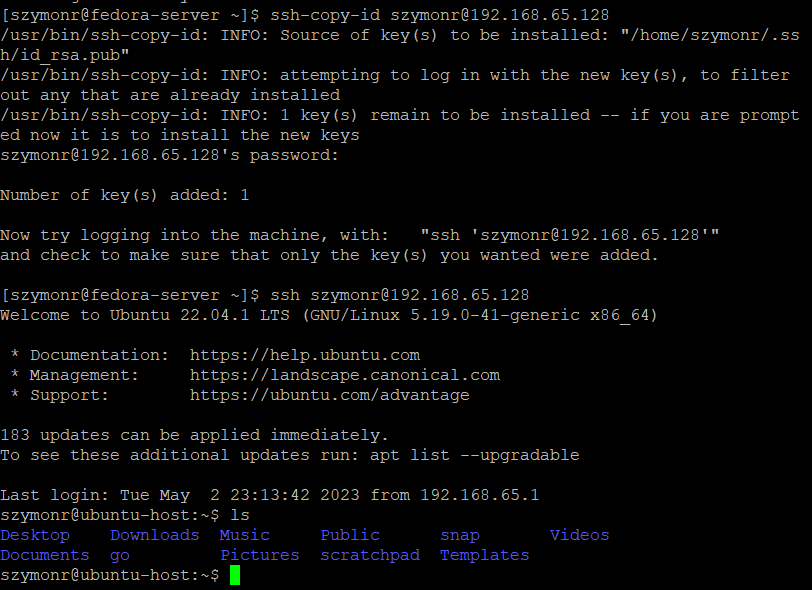 [szymonr@fedora-server ~]$ ssh-copy-id szymonr@192.168.65.128
/usr/bin/ssh-copy-id: INFO: Source of key(s) to be installed: "/home/szymonr/.ss
h/id_rsa.pub"
/usr/bin/ssh-copy-id: INFO: attempting to log in with the new key(s), to filter
out any that are already installed
/usr/bin/ssh-copy-id: INFO: 1 key(s) remain to be installed -- if you are prompt
ed now it is to install the new keys
szymonr@192.168.65.128's password:

Number of key(s) added: 1

Now try logging into the machine, with:   "ssh 'szymonr@192.168.65.128'"
and check to make sure that only the key(s) you wanted were added.

[szymonr@fedora-server ~]$ ssh szymonr@192.168.65.128
Welcome to Ubuntu 22.04.1 LTS (GNU/Linux 5.19.0-41-generic x86_64)

 * Documentation:  https://help.ubuntu.com
 * Management:     https://landscape.canonical.com
 * Support:        https://ubuntu.com/advantage

183 updates can be applied immediately.
To see these additional updates run: apt list --upgradable

Last login: Tue May  2 23:13:42 2023 from 192.168.65.1
szymonr@ubuntu-host:~$ ls
Desktop    Downloads  Music     Public      snap       Videos
Documents  go         Pictures  scratchpad  Templates
szymonr@ubuntu-host:~$